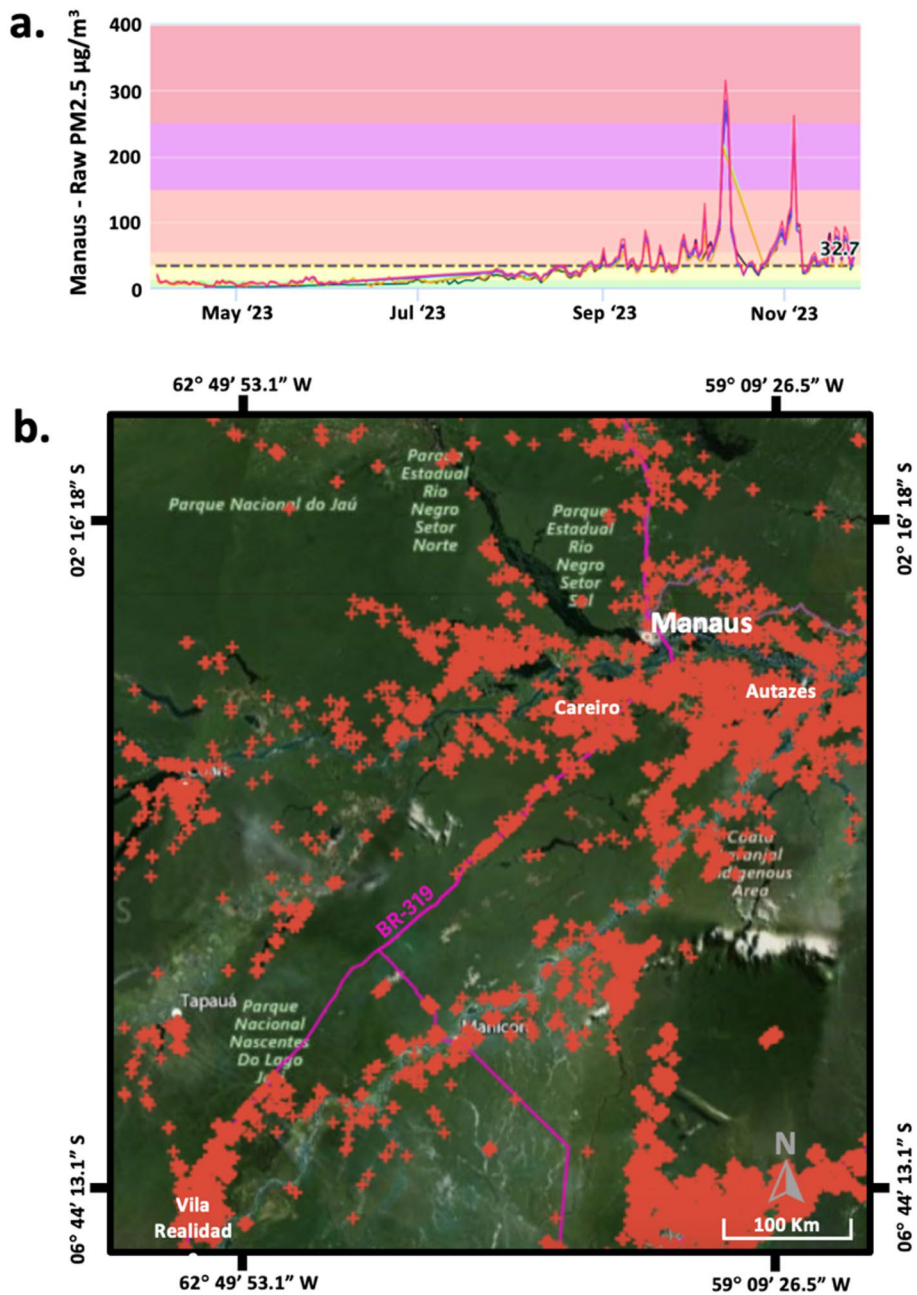 a.
Manaus - Raw PM2.5 µg/m³
400
300
200
100
0
32.7
May ‘23
Jul ‘23
Sep ‘23
Nov ‘23
b.
62° 49’ 53.1” W
59° 09’ 26.5” W
02° 16’ 18” S
02° 16’ 18” S
Parque
Estadual
Rio
Negro
Setor
Norte
Parque Nacional do Jaú
Parque
Estadual
Rio
Negro
Setor
Sul
Manaus
Autazes
Careiro
Indigenous
Area
S
BR-319
Tapauá
Parque
Nacional
Nascentes
Do Lago
Manicoré
Vila
Realidad
N
100 Km
06° 44’ 13.1” S
06° 44’ 13.1” S
62° 49’ 53.1” W
59° 09’ 26.5” W